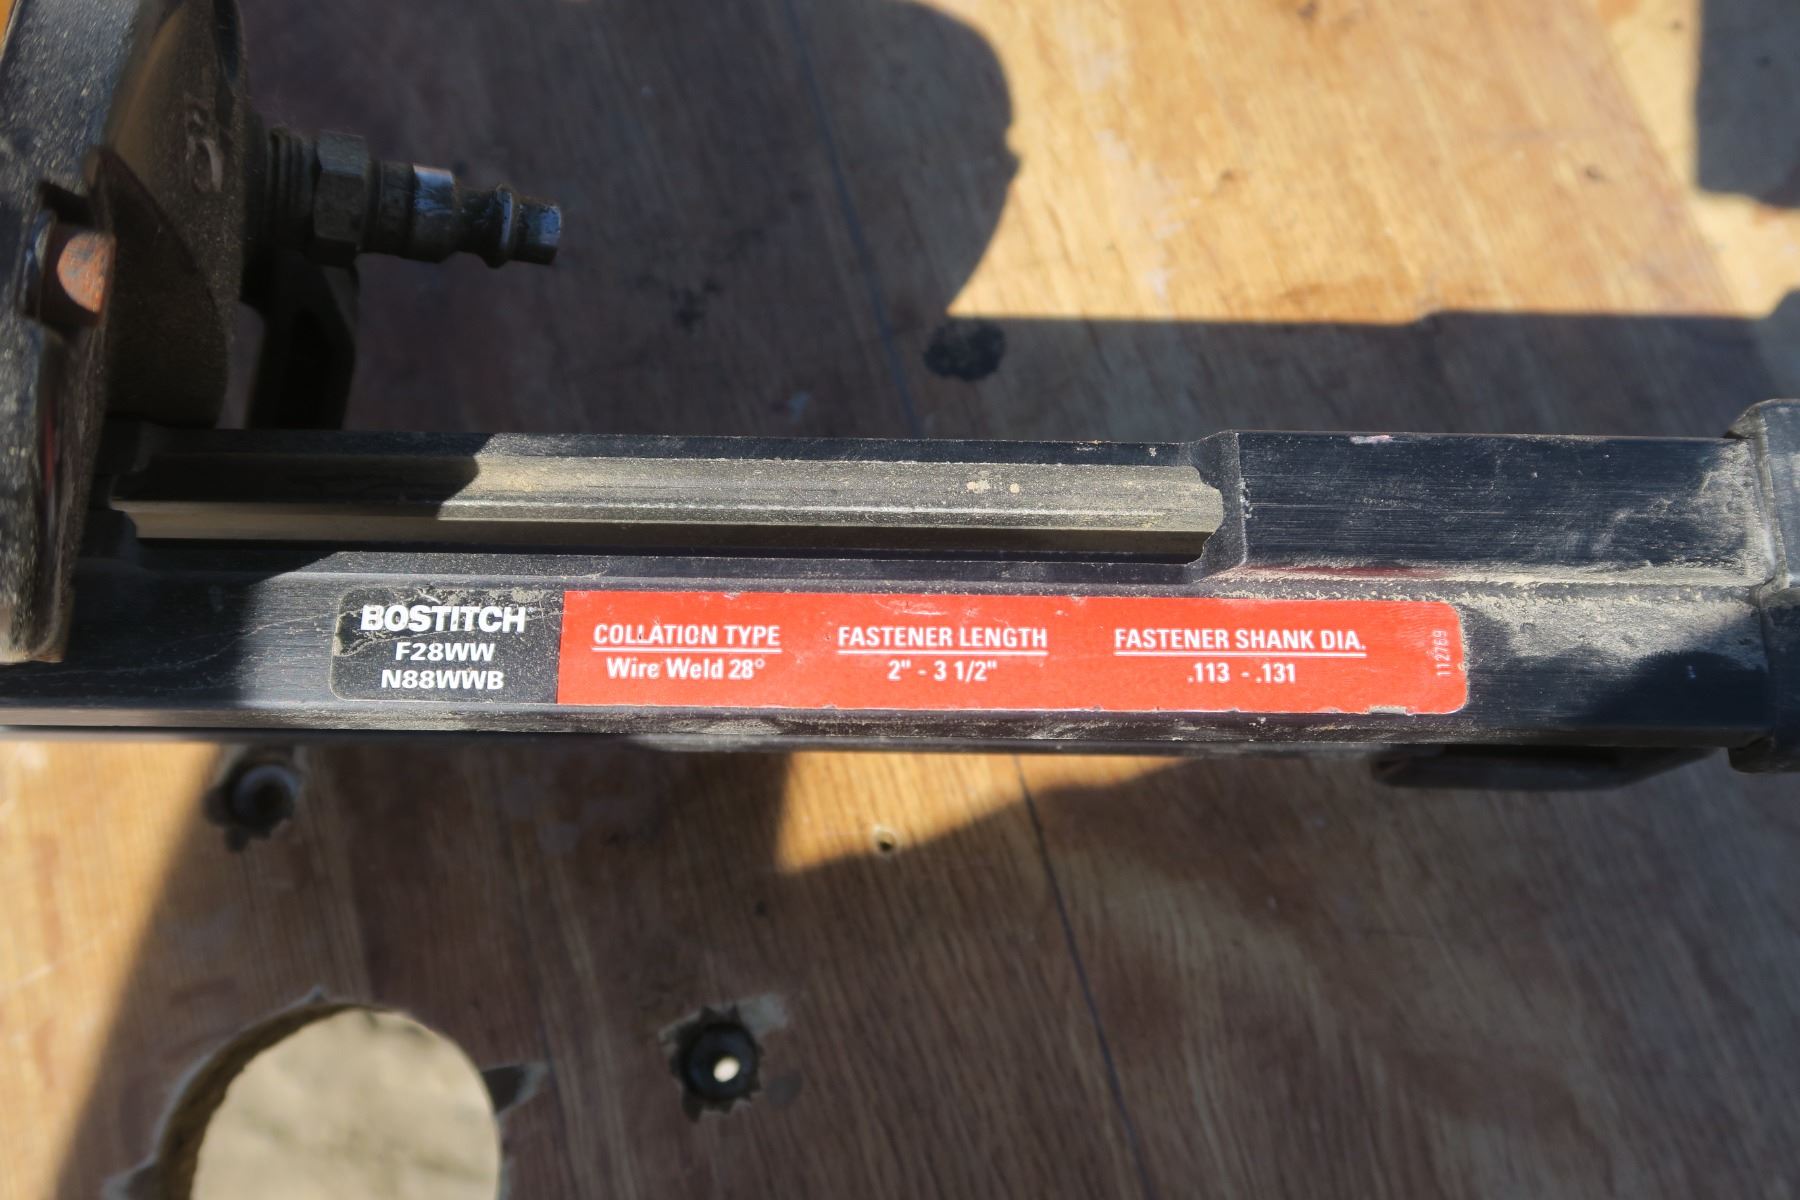 BOSTITCH
F28WW
N88WWB
COLLATION TYPE
Wire Weld 28°
FASTENER LENGTH
2" - 3 1/2"
FASTENER SHANK DIA.
.113 - .131
112769